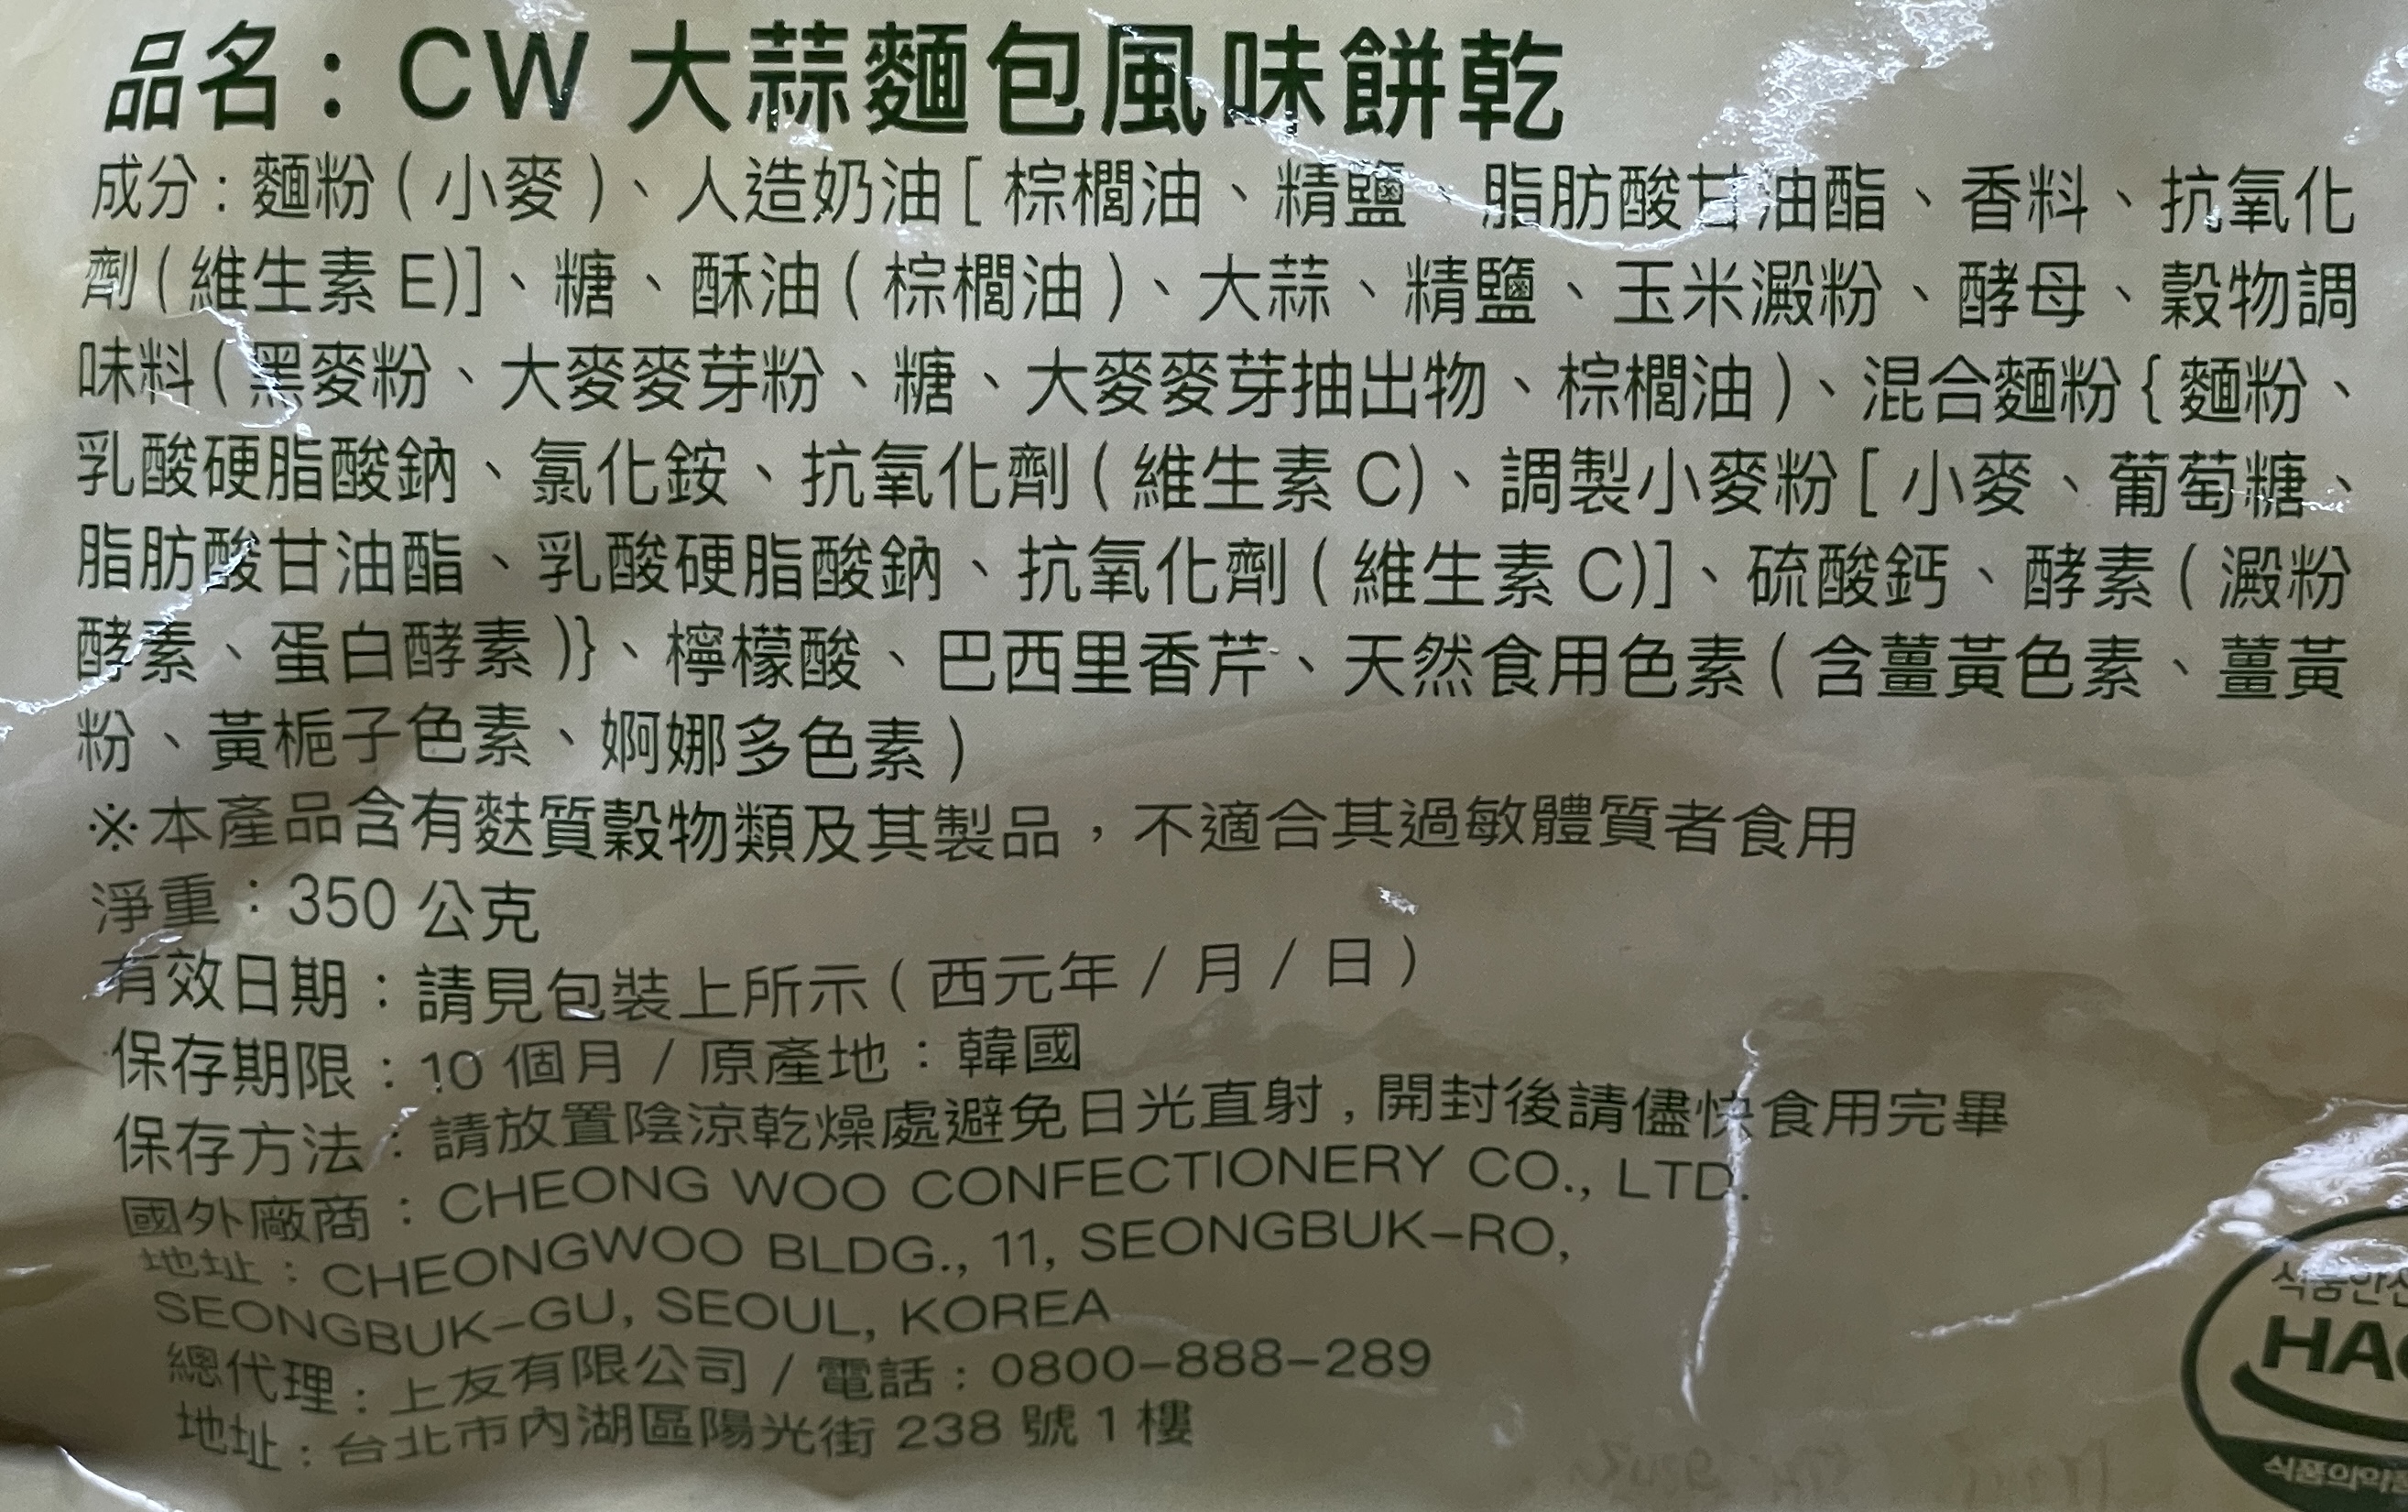 品名：CW 大蒜麵包風味餅乾
成分：麵粉(小麥)、人造奶油[棕櫚油、精鹽、脂肪酸甘油酯、香料、抗氧化
劑(維生素 E)]、糖、酥油(棕櫚油)、大蒜、精鹽、玉米澱粉、酵母、穀物調
味料(黑麥粉、大麥麥芽粉、糖、大麥麥芽抽出物、棕櫚油)、混合麵粉{麵粉、
乳酸硬脂酸鈉、氯化銨、抗氧化劑(維生素 C)、調製小麥粉[小麥、葡萄糖、
脂肪酸甘油酯、乳酸硬脂酸鈉、抗氧化劑(維生素 C)]、硫酸鈣、酵素(澱粉
酵素、蛋白酵素)}、檸檬酸、巴西里香芹、天然食用色素(含薑黃色素、薑黃
粉、黃梔子色素、婀娜多色素)
※本產品含有麩質穀物類及其製品，不適合其過敏體質者食用
淨重：350 公克
有效日期：請見包裝上所示(西元年/月/日)
保存期限：10 個月/原產地：韓國
保存方法：請放置陰涼乾燥處避免日光直射,開封後請儘快食用完畢
國外廠商：CHEONG WOO CONFECTIONERY CO., LTD.
地址：CHEONGWOO BLDG., 11, SEONGBUK-RO,
SEONGBUK-GU, SEOUL, KOREA
總代理：上友有限公司/電話：0800-888-289
地址：台北市內湖區陽光街 238 號 1 樓